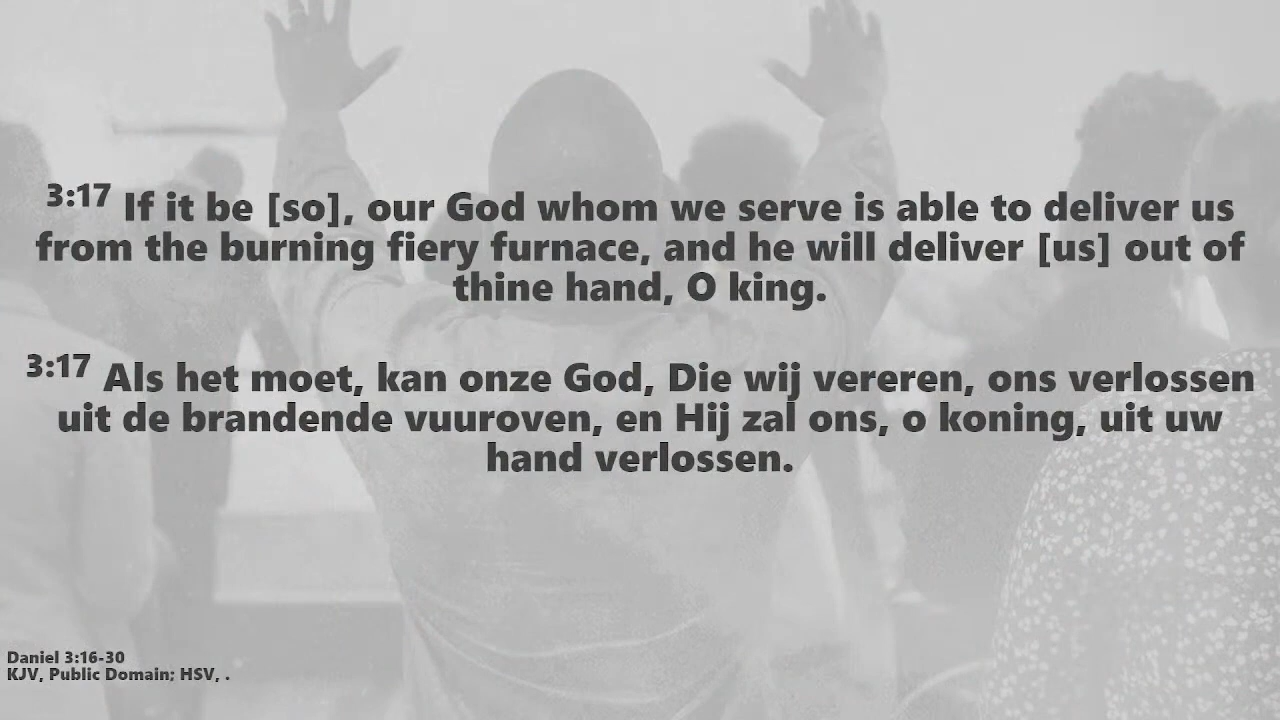 3:17 If it be [so], our God whom we serve is able to deliver us
from the burning fiery furnace, and he will deliver [us] out of
thine hand, O king.
3:17 Als het moet, kan onze God, Die wij vereren, ons verlossen
uit de brandende vuuroven, en Hij zal ons, o koning, uit uw
hand verlossen.
Daniel 3:16-30
KJV, Public Domain; HSV, .